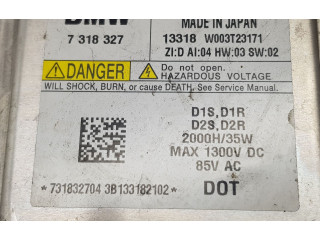 BMW
MADE IN JAPAN
7 318 327
13318 W003T23171
ZI:D AI:04 HW:03 SW:02
DANGER
Do not open.
HAZARDOUS VOLTAGE
WILL SHOCK, BURN, or cause DEATH. See Service Manual.
D1S,D1R
D2S,D2R
2000H/35W
MAX 1300V DC
85V AC
*731832704 3B133182102*
DOT